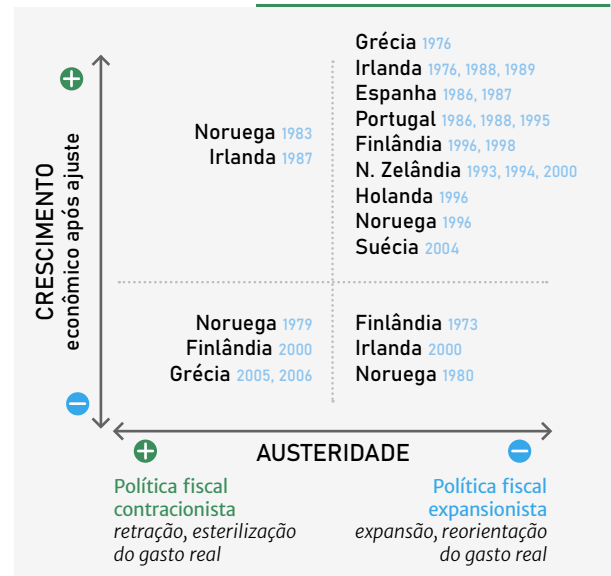 Grécia 1976
Irlanda 1976, 1988, 1989
Espanha 1986, 1987
Portugal 1986, 1988, 1995
Finlândia 1996, 1998
N. Zelândia 1993, 1994, 2000
Holanda 1996
Noruega 1996
Suécia 2004
Noruega 1983
Irlanda 1987
CRESCIMENTO
econômico após ajuste
Noruega 1979
Finlândia 2000
Grécia 2005, 2006
Finlândia 1973
Irlanda 2000
Noruega 1980
AUSTERIDADE
Política fiscal
contracionista
retração, esterilização
do gasto real
Política fiscal
expansionista
expansão, reorientação
do gasto real